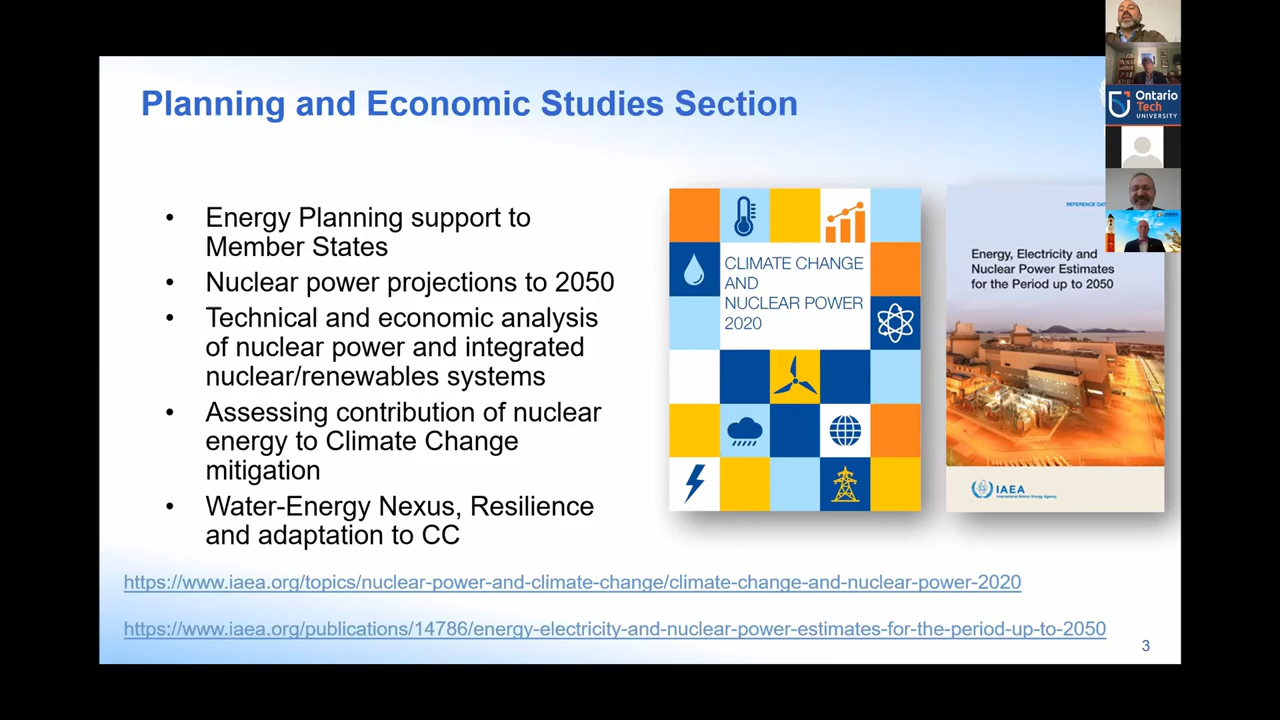 Planning and Economic Studies Section
• Energy Planning support to
Member States
• Nuclear power projections to 2050
• Technical and economic analysis
of nuclear power and integrated
nuclear/renewables systems
• Assessing contribution of nuclear
energy to Climate Change
mitigation
• Water-Energy Nexus, Resilience
and adaptation to CC
CLIMATE CHANGE
AND
NUCLEAR POWER
2020
Energy, Electricity and
Nuclear Power Estimates
for the Period up to 2050
IAEA
International Atomic Energy Agency
https://www.iaea.org/topics/nuclear-power-and-climate-change/climate-change-and-nuclear-power-2020
https://www.iaea.org/publications/14786/energy-electricity-and-nuclear-power-estimates-for-the-period-up-to-2050
3
Ontario
Tech
UNIVERSITY